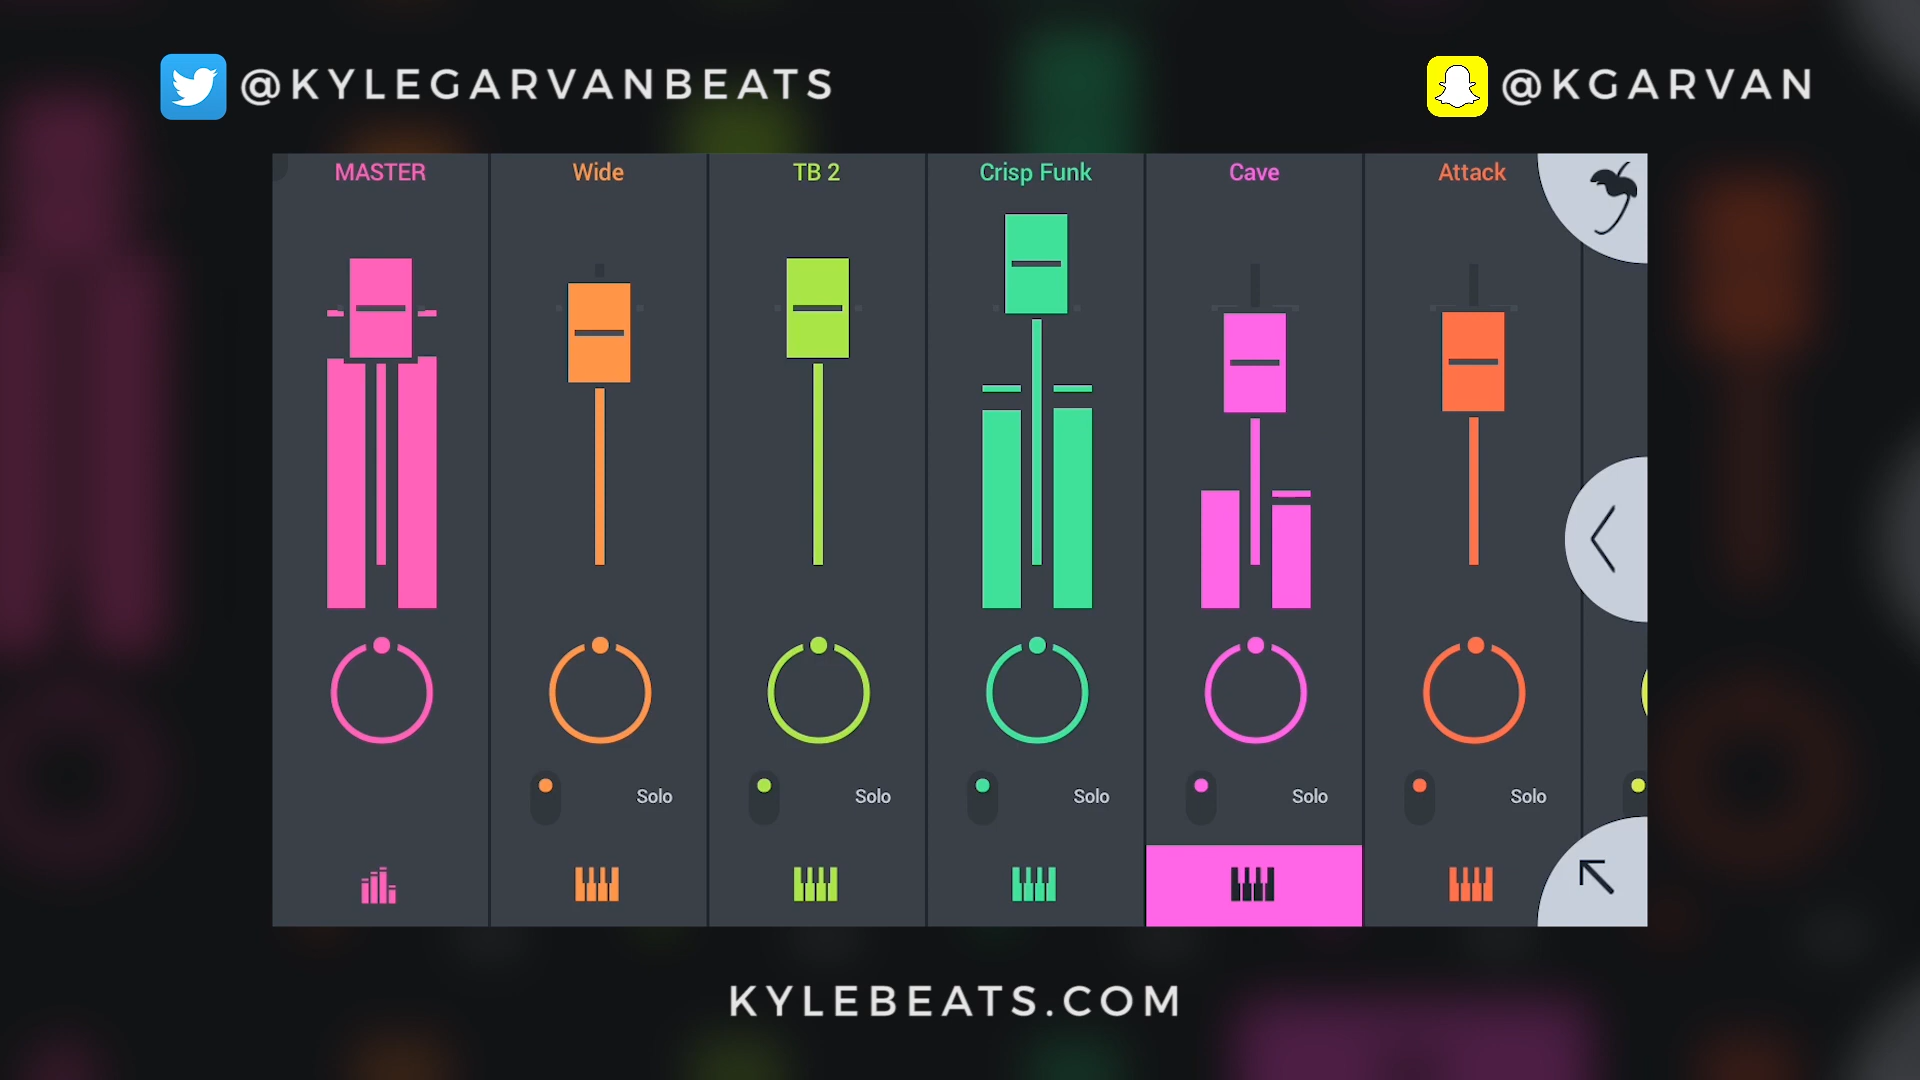 @KYLEGARVANBEATS
@KGARVAN
MASTER
Wide
TB 2
Crisp Funk
Cave
Attack
Solo
Solo
Solo
Solo
Solo
KYLEBEATS.COM